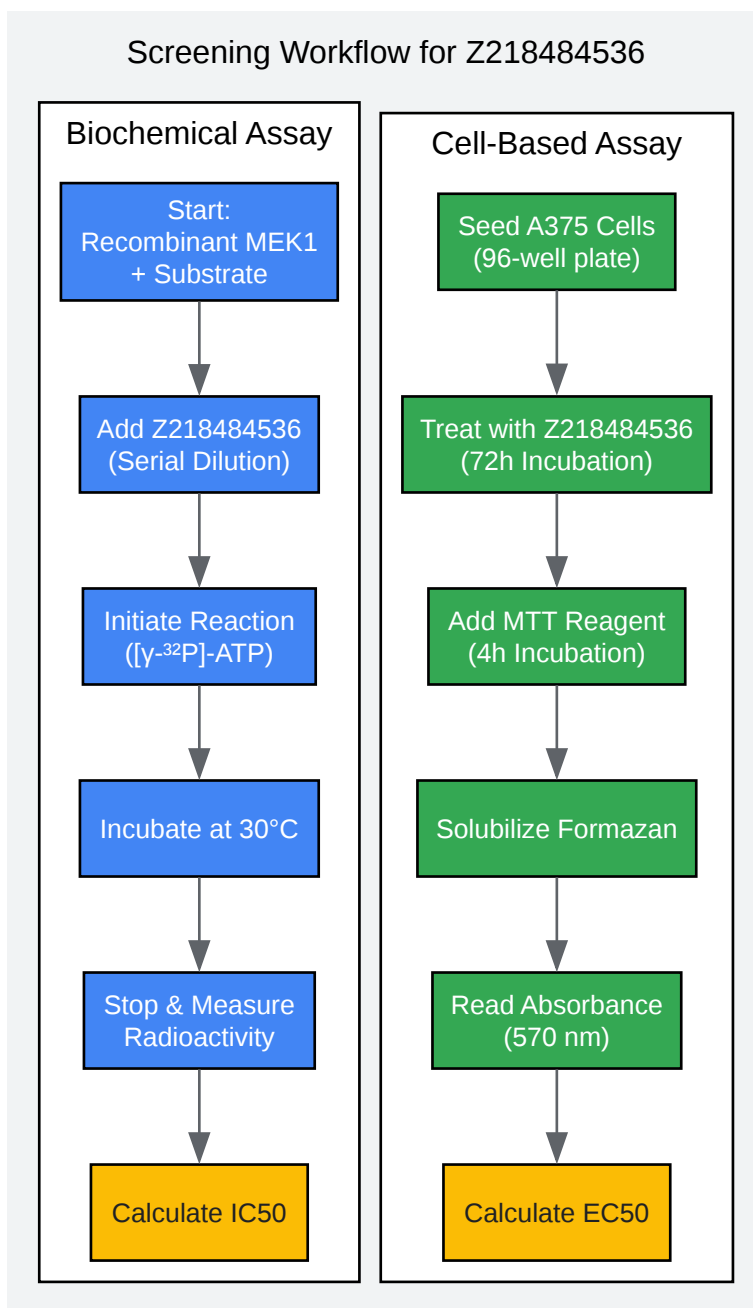 Screening Workflow for Z218484536
Biochemical Assay
Start:
Recombinant MEK1
+ Substrate
Add Z218484536
(Serial Dilution)
Initiate Reaction
([γ-³²P]-ATP)
Incubate at 30°C
Stop & Measure
Radioactivity
Calculate IC50
Cell-Based Assay
Seed A375 Cells
(96-well plate)
Treat with Z218484536
(72h Incubation)
Add MTT Reagent
(4h Incubation)
Solubilize Formazan
Read Absorbance
(570 nm)
Calculate EC50